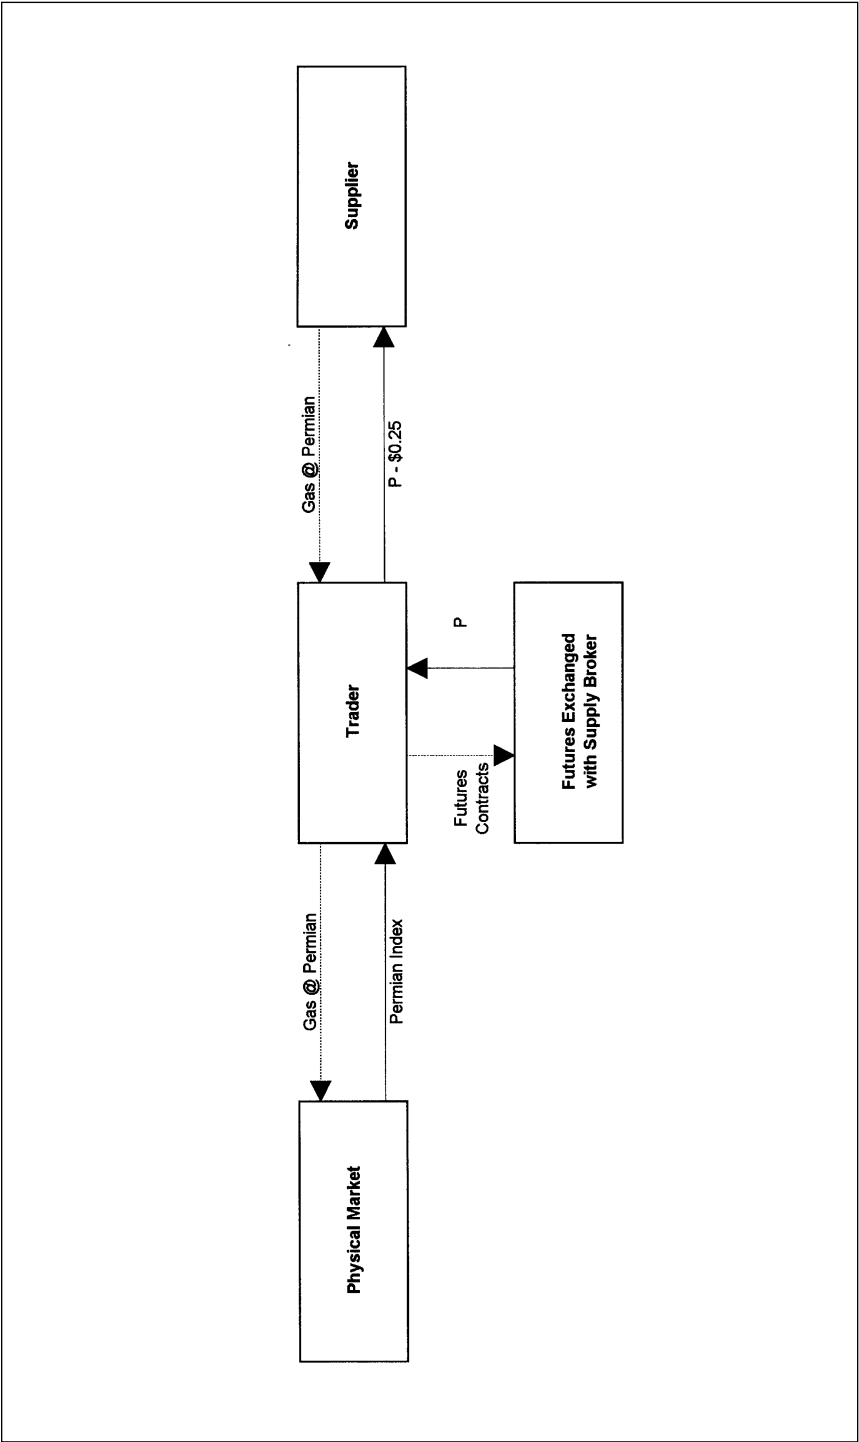 Physical Market
Gas @ Permian
Permian Index
Trader
Gas @ Permian
P - $0.25
Supplier
Futures
Contracts
P
Futures Exchanged
with Supply Broker